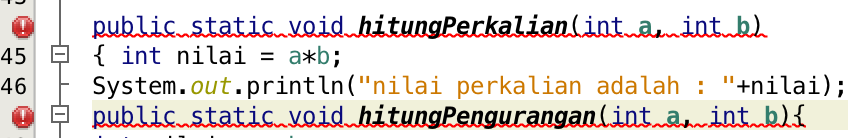 public static void hitungPerkalian(int a, int b)
45 { int nilai = a*b;
46 System.out.println("nilai perkalian adalah : "+nilai);
public static void hitungPengurangan(int a, int b){